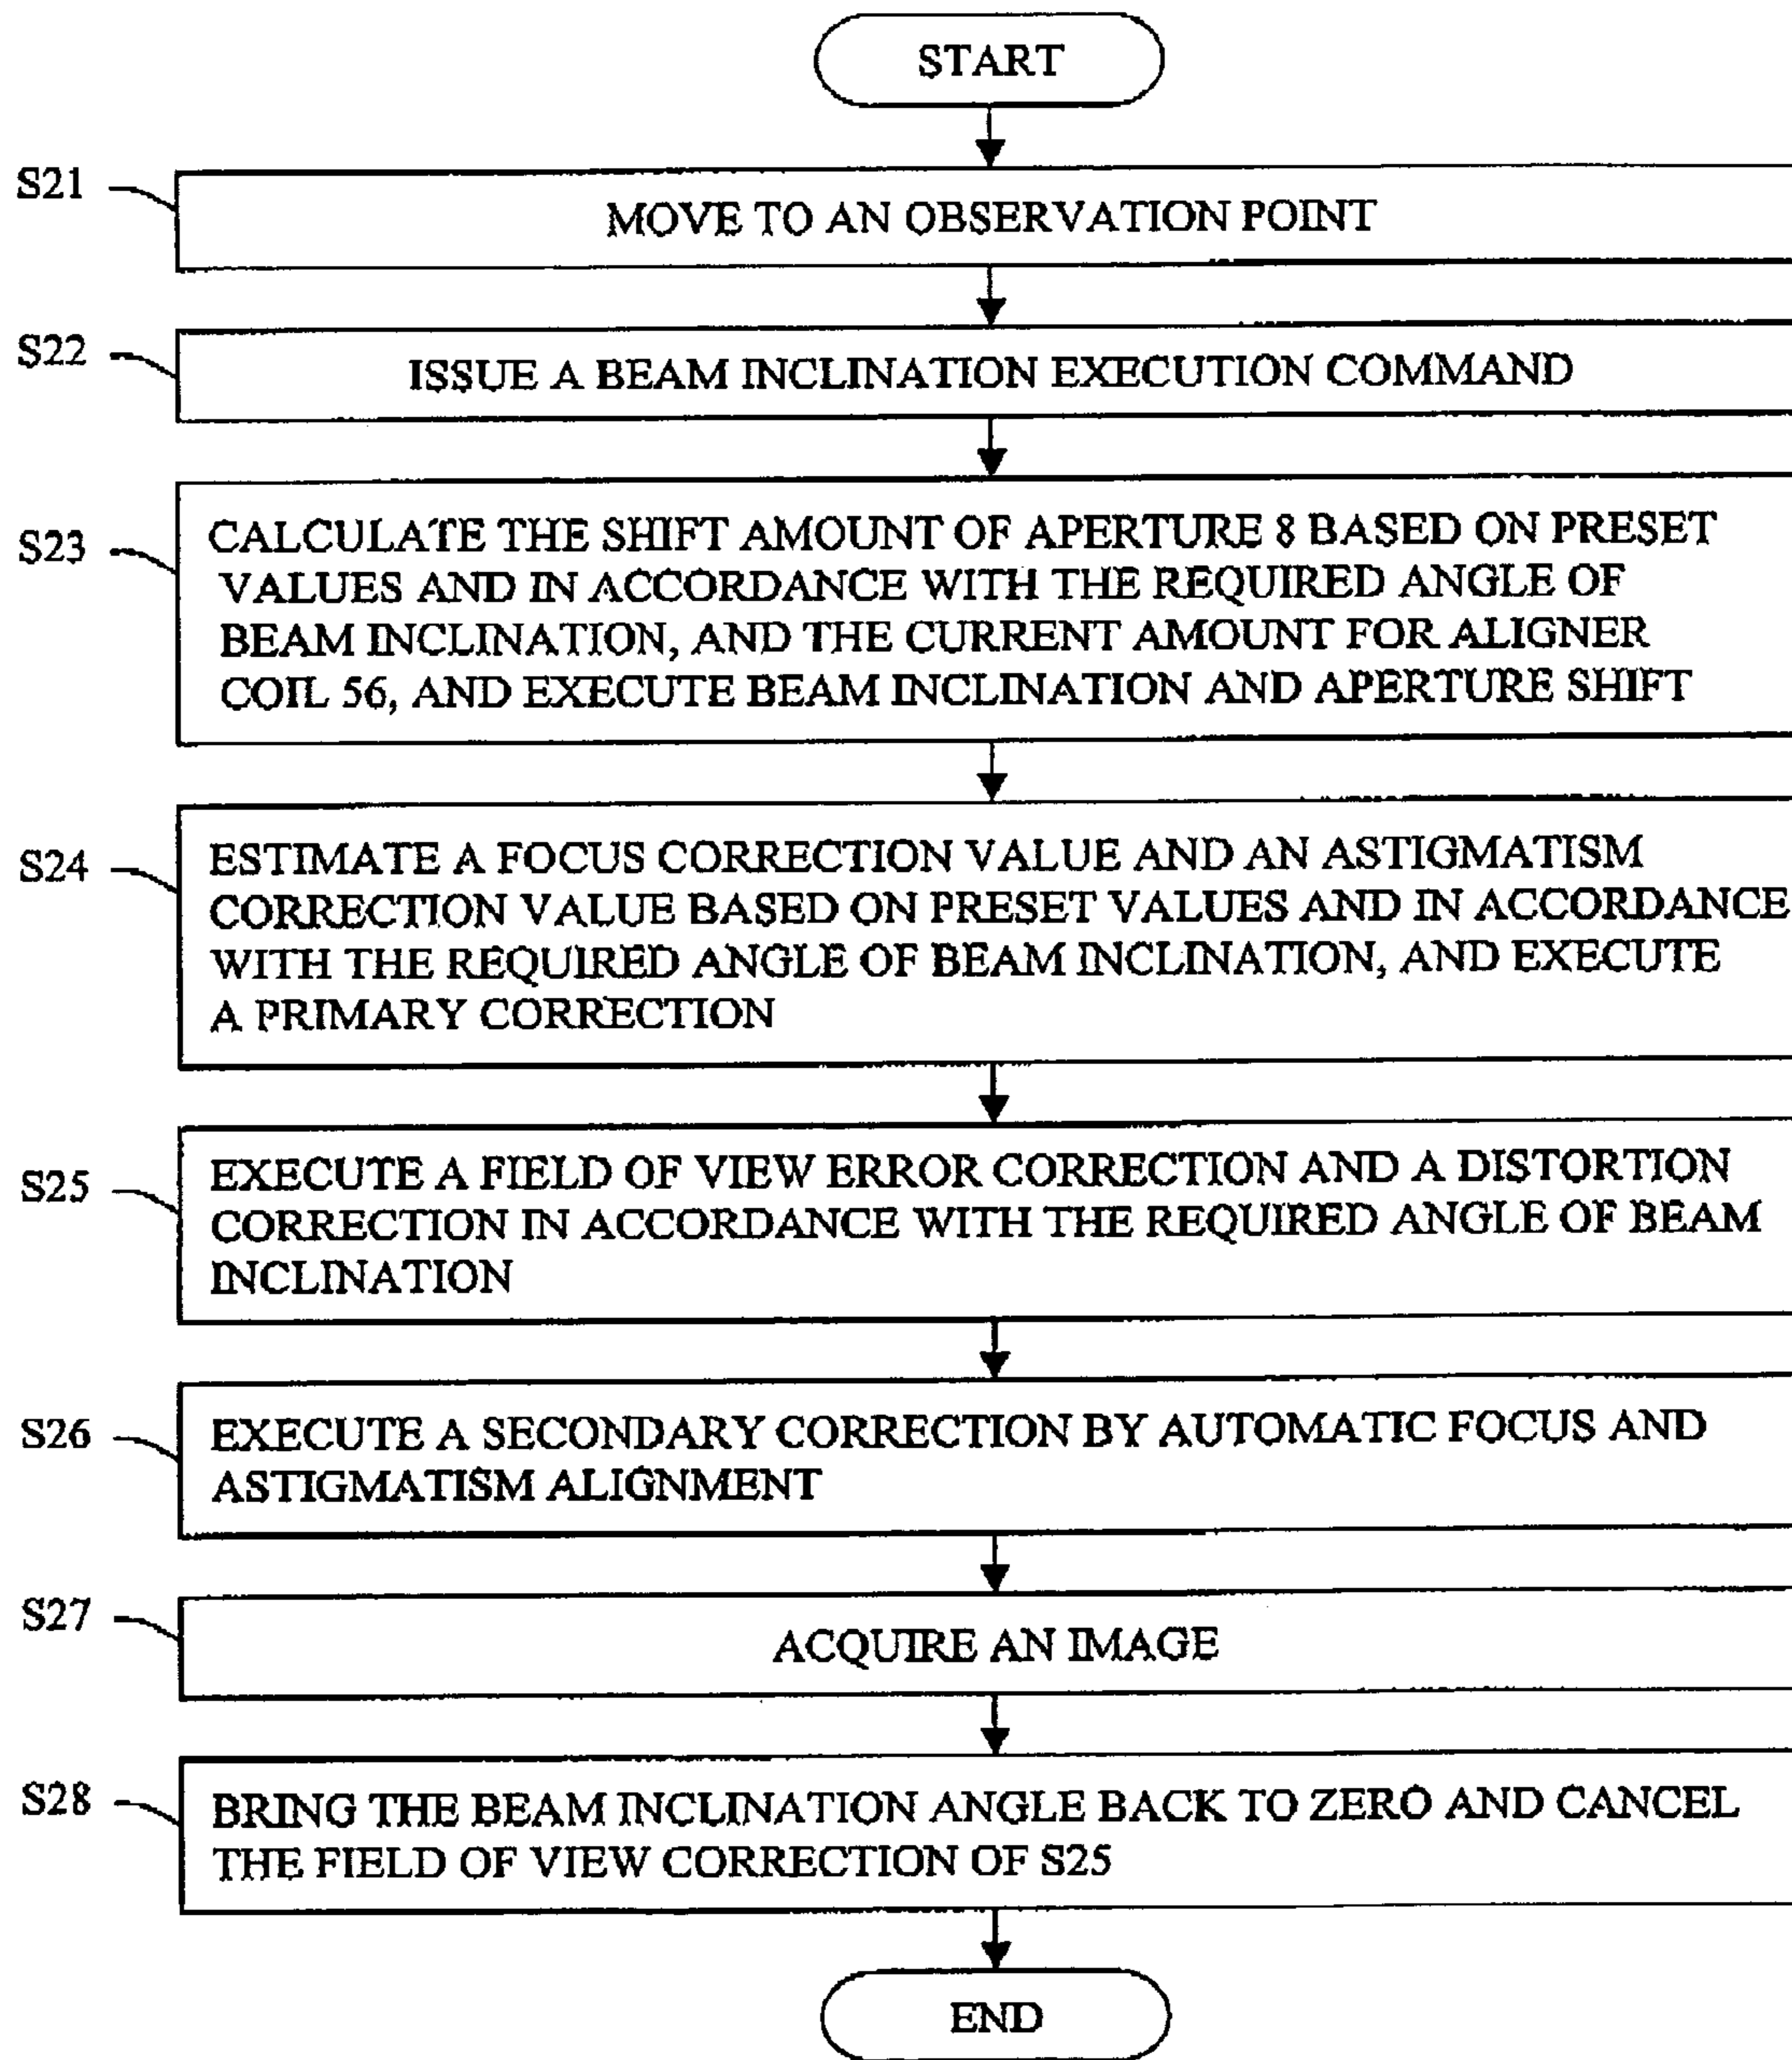 START
S21
MOVE TO AN OBSERVATION POINT
S22
ISSUE A BEAM INCLINATION EXECUTION COMMAND
S23
CALCULATE THE SHIFT AMOUNT OF APERTURE 8 BASED ON PRESET
VALUES AND IN ACCORDANCE WITH THE REQUIRED ANGLE OF
BEAM INCLINATION, AND THE CURRENT AMOUNT FOR ALIGNER
COIL 56, AND EXECUTE BEAM INCLINATION AND APERTURE SHIFT
S24
ESTIMATE A FOCUS CORRECTION VALUE AND AN ASTIGMATISM
CORRECTION VALUE BASED ON PRESET VALUES AND IN ACCORDANCE
WITH THE REQUIRED ANGLE OF BEAM INCLINATION, AND EXECUTE
A PRIMARY CORRECTION
S25
EXECUTE A FIELD OF VIEW ERROR CORRECTION AND A DISTORTION
CORRECTION IN ACCORDANCE WITH THE REQUIRED ANGLE OF BEAM
INCLINATION
S26
EXECUTE A SECONDARY CORRECTION BY AUTOMATIC FOCUS AND
ASTIGMATISM ALIGNMENT
S27
ACQUIRE AN IMAGE
S28
BRING THE BEAM INCLINATION ANGLE BACK TO ZERO AND CANCEL
THE FIELD OF VIEW CORRECTION OF S25
END